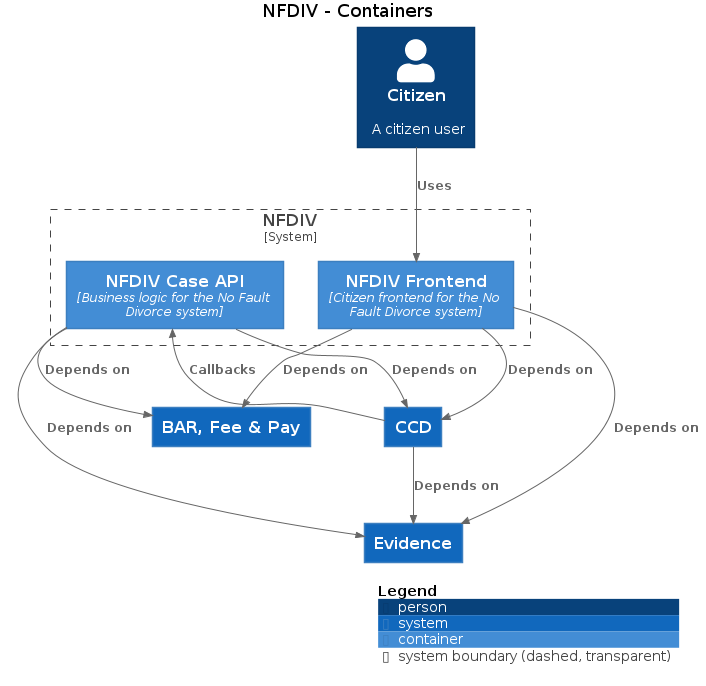 NFDIV - Containers
Citizen
A citizen user
Uses
NFDIV
[System]
NFDIV Case API
[Business logic for the No Fault
Divorce system]
NFDIV Frontend
[Citizen frontend for the No
Fault Divorce system]
Depends on
Callbacks
Depends on
Depends on
Depends on
Depends on
Depends on
BAR, Fee & Pay
CCD
Depends on
Evidence
Legend
person
system
container
system boundary (dashed, transparent)